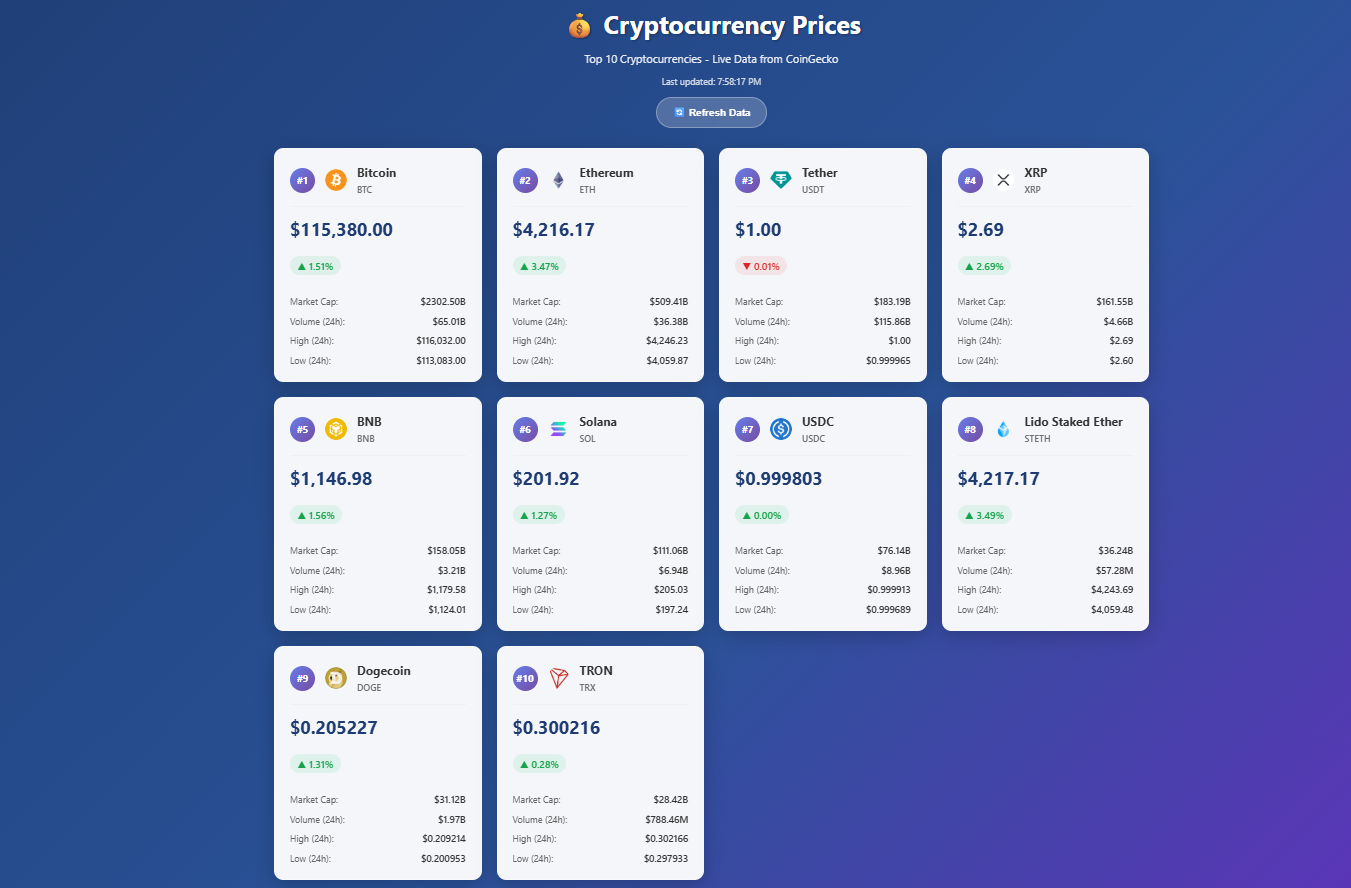 💰 Cryptocurrency Prices
Top 10 Cryptocurrencies - Live Data from CoinGecko
Last updated: 7:58:17 PM
🔄 Refresh Data
#1 Bitcoin
BTC
$115,380.00
▲ 1.51%
Market Cap: $2302.50B
Volume (24h): $65.01B
High (24h): $116,032.00
Low (24h): $113,083.00
#2 Ethereum
ETH
$4,216.17
▲ 3.47%
Market Cap: $509.41B
Volume (24h): $36.38B
High (24h): $4,246.23
Low (24h): $4,059.87
#3 Tether
USDT
$1.00
▼ 0.01%
Market Cap: $183.19B
Volume (24h): $115.86B
High (24h): $1.00
Low (24h): $0.999965
#4 XRP
XRP
$2.69
▲ 2.69%
Market Cap: $161.55B
Volume (24h): $4.66B
High (24h): $2.69
Low (24h): $2.60
#5 BNB
BNB
$1,146.98
▲ 1.56%
Market Cap: $158.05B
Volume (24h): $3.21B
High (24h): $1,179.58
Low (24h): $1,124.01
#6 Solana
SOL
$201.92
▲ 1.27%
Market Cap: $111.06B
Volume (24h): $6.94B
High (24h): $205.03
Low (24h): $197.24
#7 USDC
USDC
$0.999803
▲ 0.00%
Market Cap: $76.14B
Volume (24h): $8.96B
High (24h): $0.999913
Low (24h): $0.999689
#8 Lido Staked Ether
STETH
$4,217.17
▲ 3.49%
Market Cap: $36.24B
Volume (24h): $57.28M
High (24h): $4,243.69
Low (24h): $4,059.48
#9 Dogecoin
DOGE
$0.205227
▲ 1.31%
Market Cap: $31.12B
Volume (24h): $1.97B
High (24h): $0.209214
Low (24h): $0.200953
#10 TRON
TRX
$0.300216
▲ 0.28%
Market Cap: $28.42B
Volume (24h): $788.46M
High (24h): $0.302166
Low (24h): $0.297933